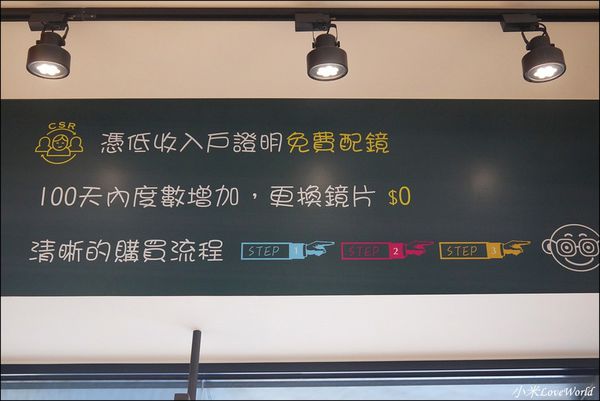 CSR
憑低收入戶證明免費配鏡
100天內度數增加，更換鏡片 $0
清晰的購買流程 STEP 1 STEP 2 STEP 3
小米LoveWorld